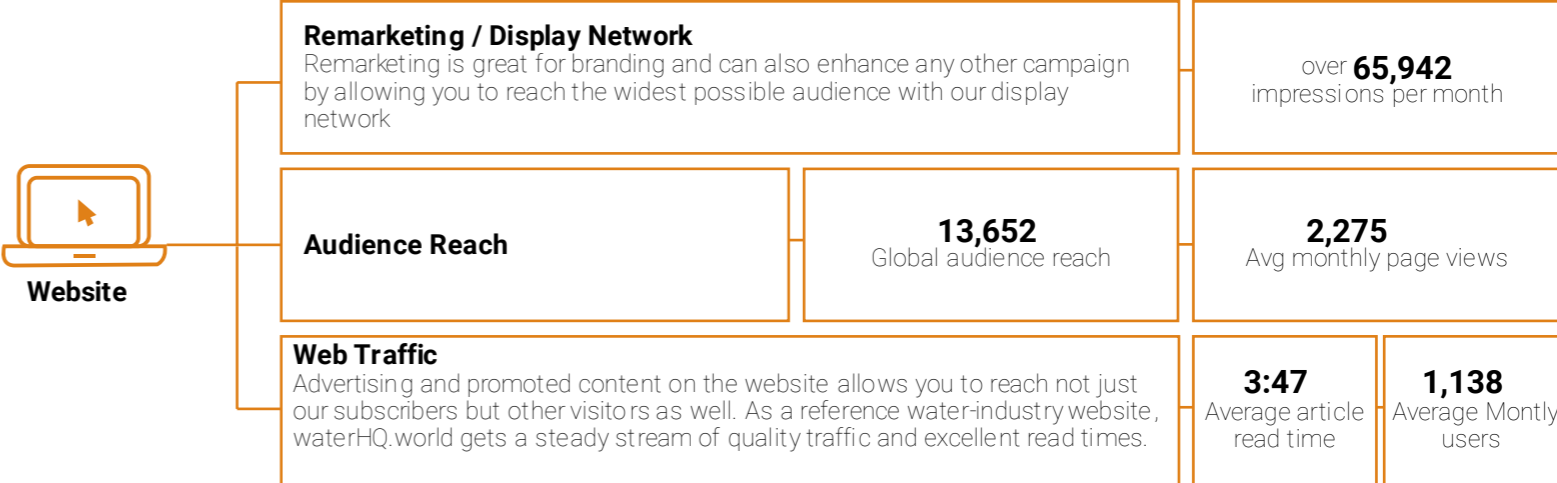 Remarketing / Display Network
Remarketing is great for branding and can also enhance any other campaign
by allowing you to reach the widest possible audience with our display
network
over 65,942
impressions per month
Website
Audience Reach
13,652
Global audience reach
2,275
Avg monthly page views
Web Traffic
Advertising and promoted content on the website allows you to reach not just
our subscribers but other visitors as well. As a reference water-industry website,
waterHQ.world gets a steady stream of quality traffic and excellent read times.
3:47
Average article
read time
1,138
Average Montly
users